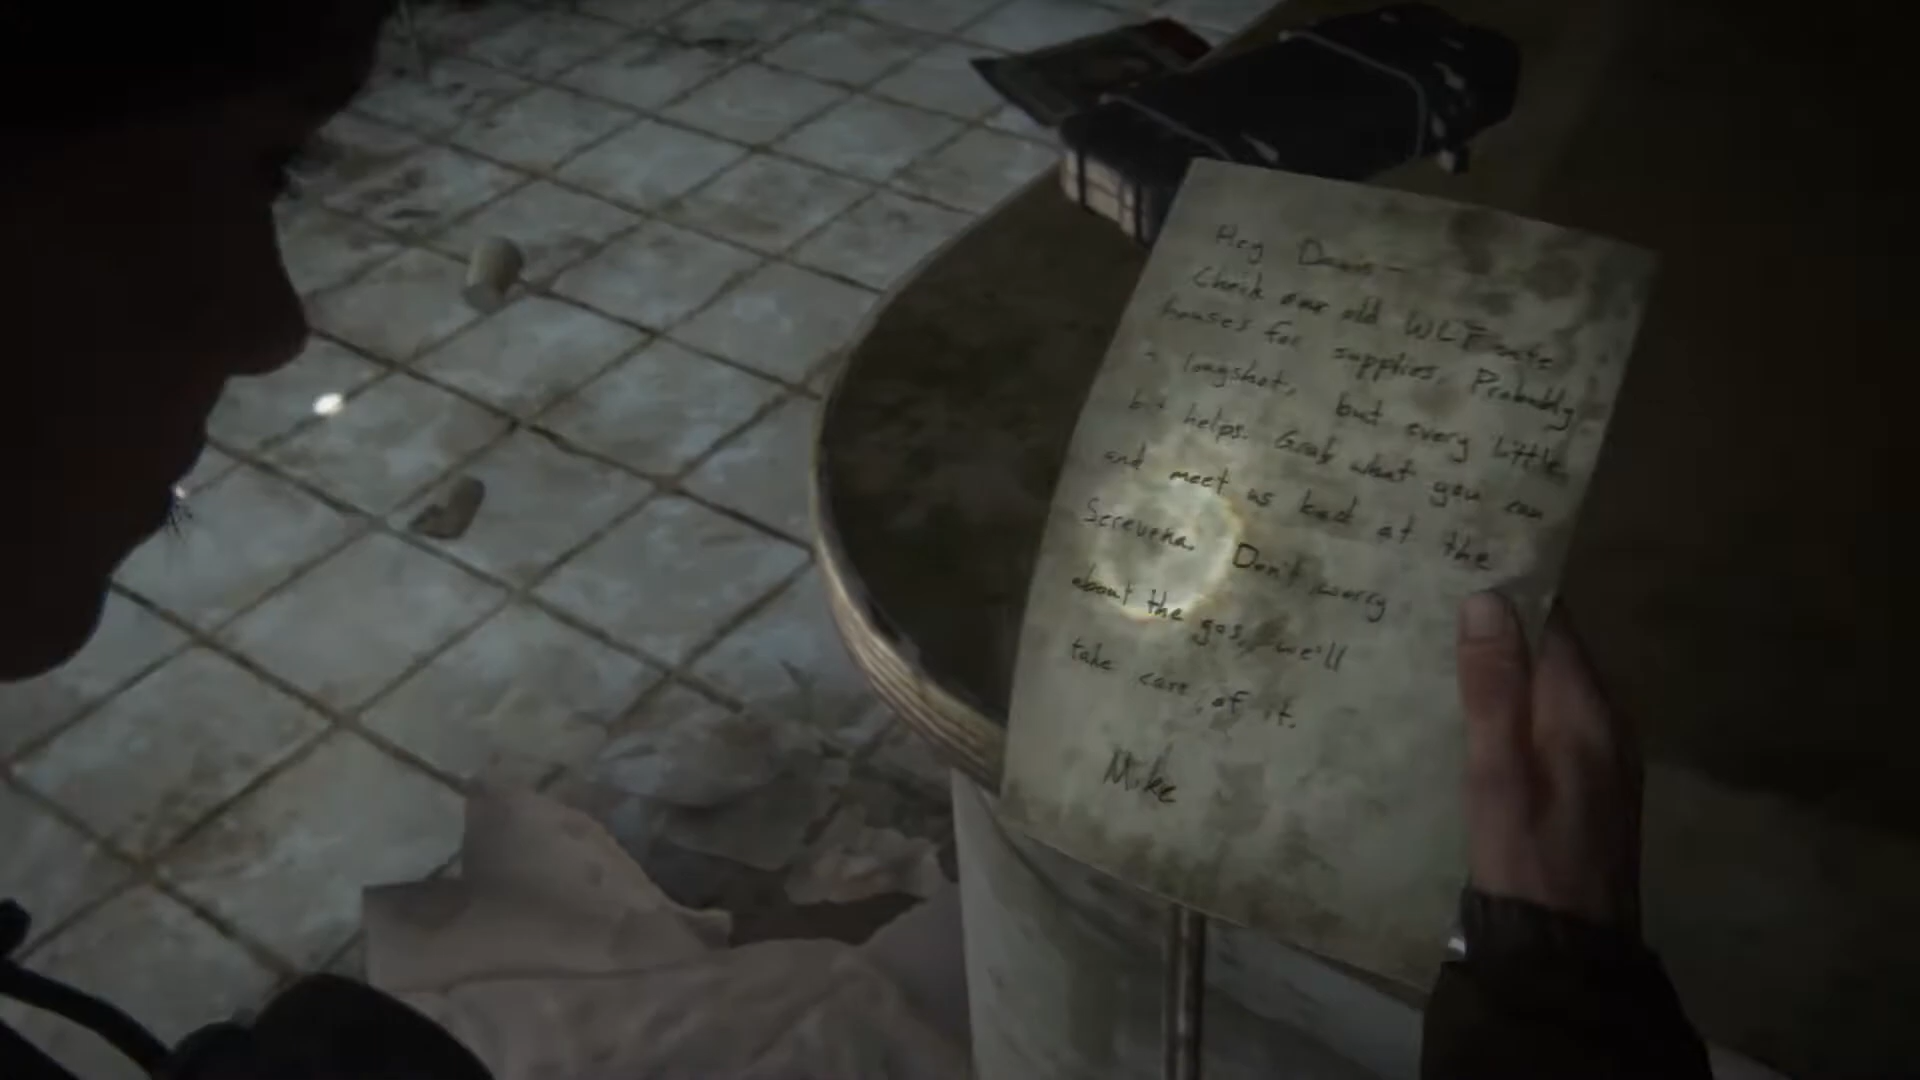 Hey
Check our old WLF safe
houses for supplies. Probably
a longshot, but every little
bit helps. Grab what you can
and meet us back at the
Serevena. Don't worry
about the gas, we'll
take care of it.
Mike